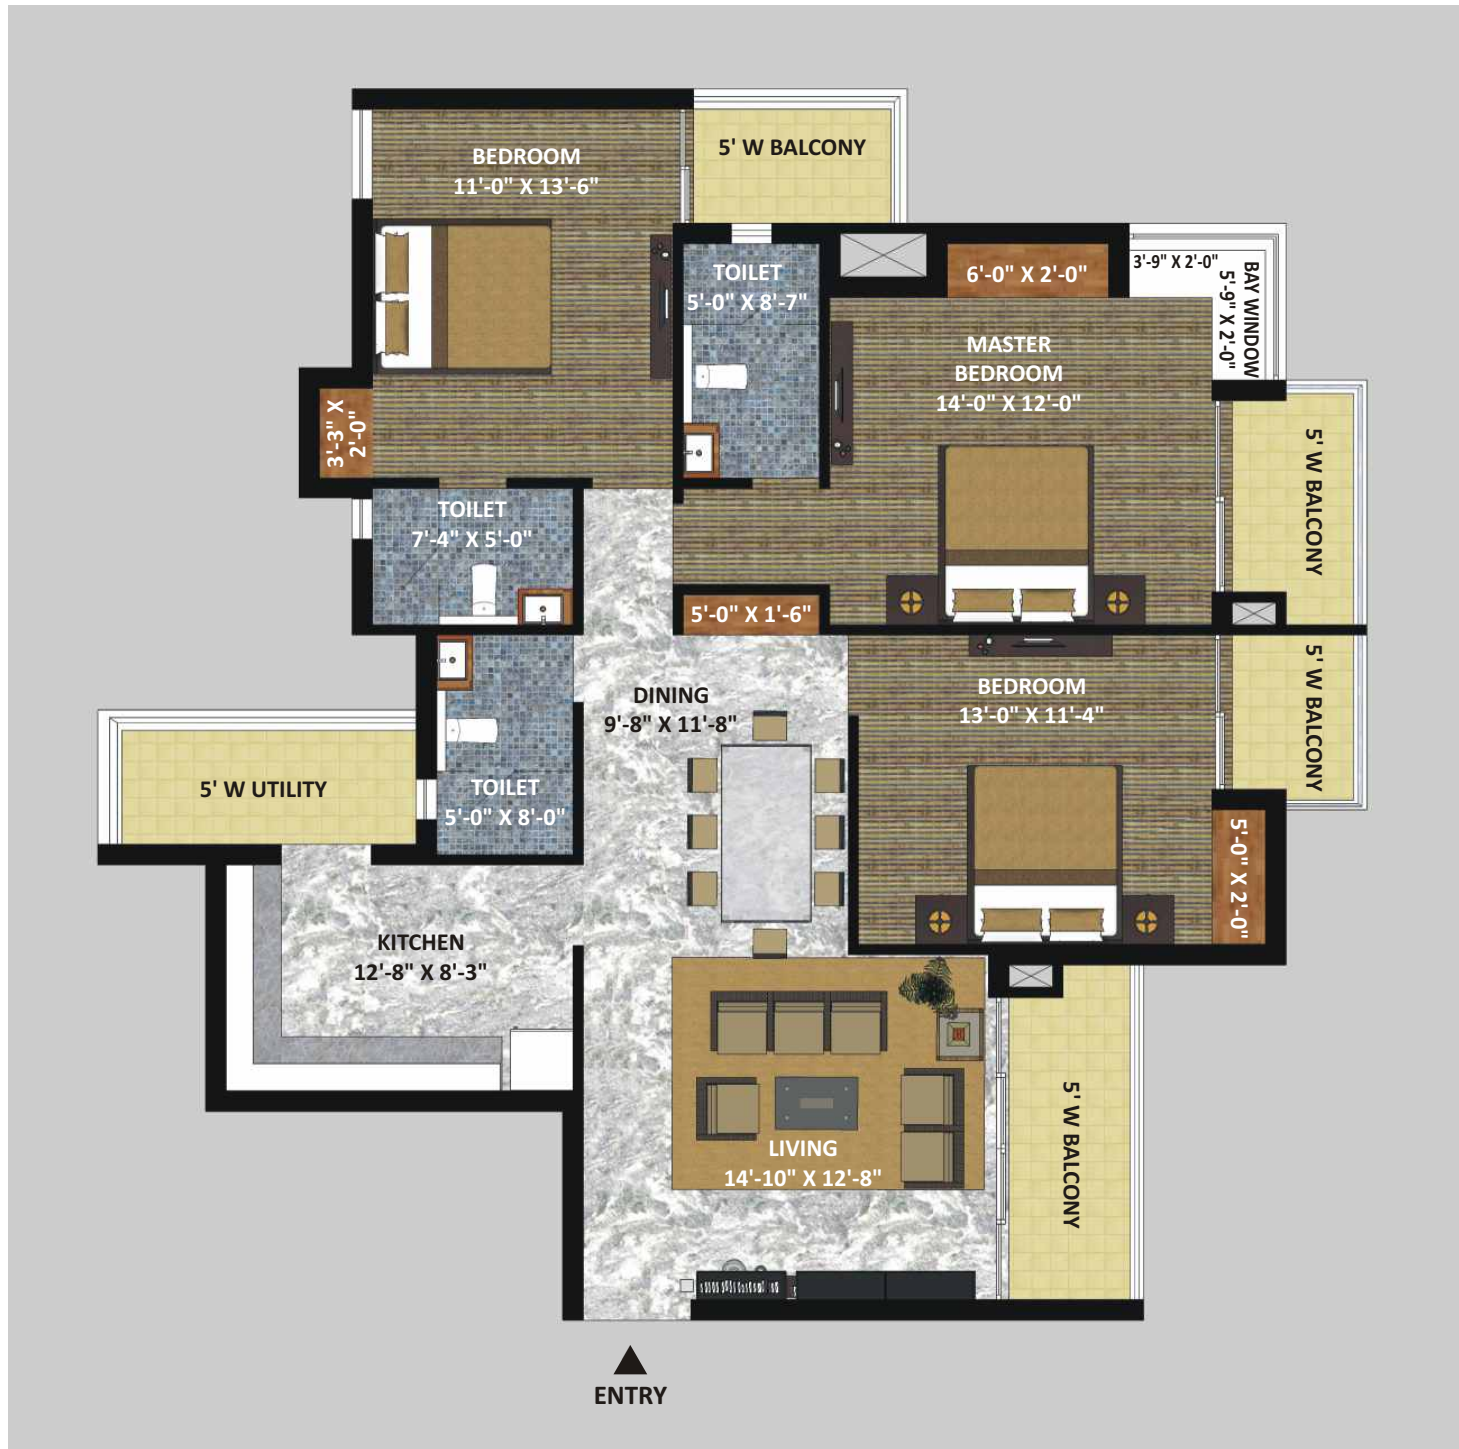 BEDROOM
11'-0" X 13'-6"
5' W BALCONY
TOILET
5'-0" X 8'-7"
6'-0" X 2'-0"
3'-9" X 2'-0"
BAY WINDOW
5'-9" X 2'-0"
MASTER
BEDROOM
14'-0" X 12'-0"
3'-3" X
2'-0"
5' W BALCONY
TOILET
7'-4" X 5'-0"
5'-0" X 1'-6"
DINING
9'-8" X 11'-8"
BEDROOM
13'-0" X 11'-4"
5' W BALCONY
5' W UTILITY
TOILET
5'-0" X 8'-0"
5'-0" X 2'-0"
KITCHEN
12'-8" X 8'-3"
LIVING
14'-10" X 12'-8"
5' W BALCONY
ENTRY